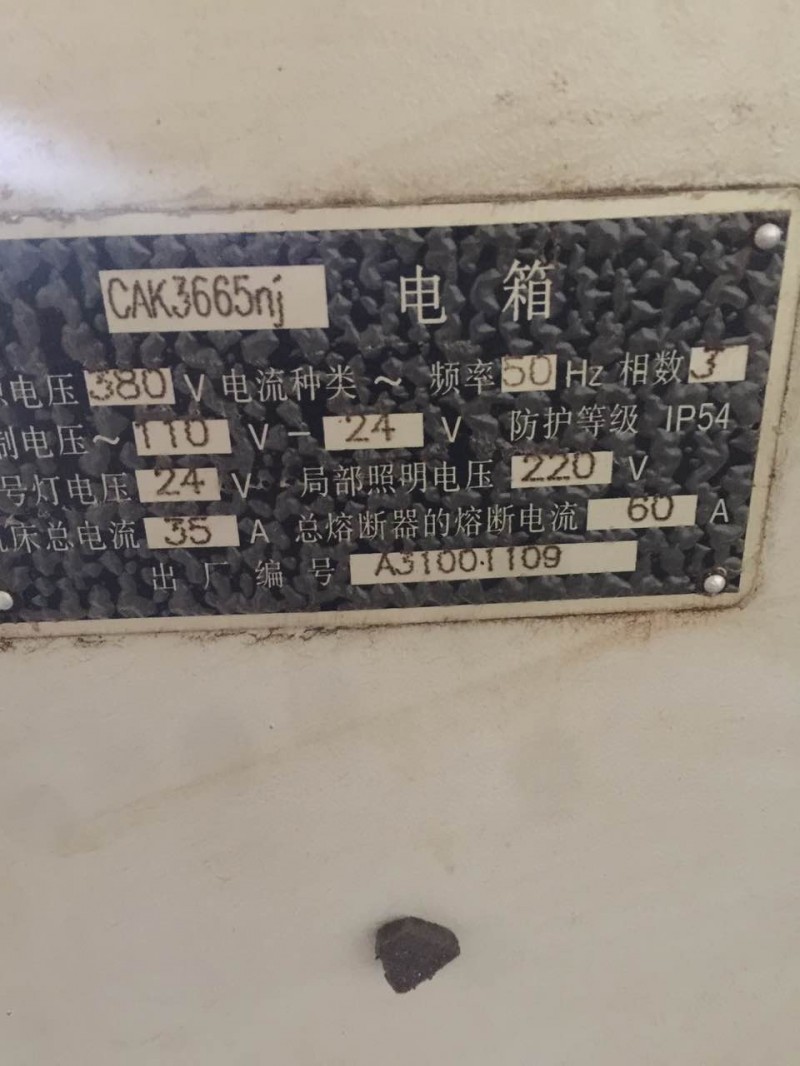 CAK3665nj 电箱
电压 380 V 电流种类 ~ 频率 50 Hz 相数 3
制电压~ 110 V — 24 V 防护等级 IP54
号灯电压 24 V 局部照明电压 220 V
床总电流 35 A 总熔断器的熔断电流 60 A
出厂编号 A31001109